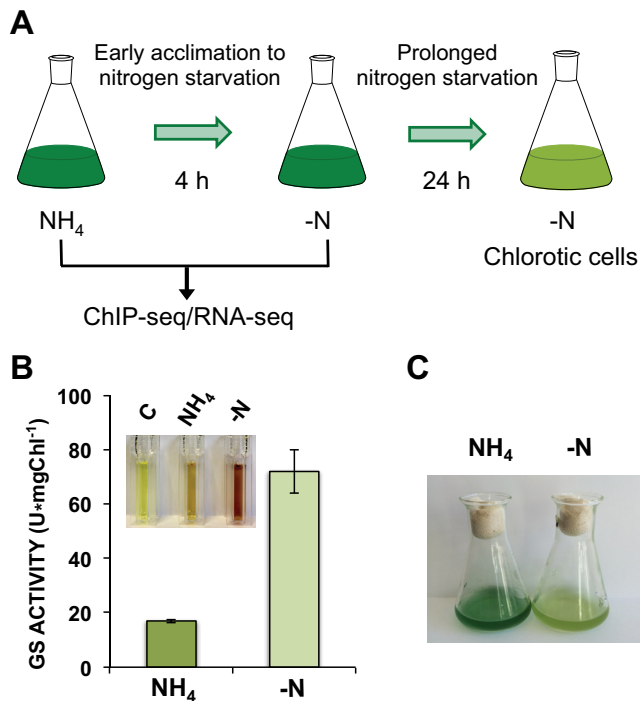 A
Early acclimation to
nitrogen starvation
Prolonged
nitrogen starvation
4 h
24 h
NH₄
-N
-N
Chlorotic cells
ChIP-seq/RNA-seq
B
GS ACTIVITY (U*mgChl⁻¹)
100
80
60
40
20
0
C
NH₄
-N
NH₄
-N
C
NH₄
-N